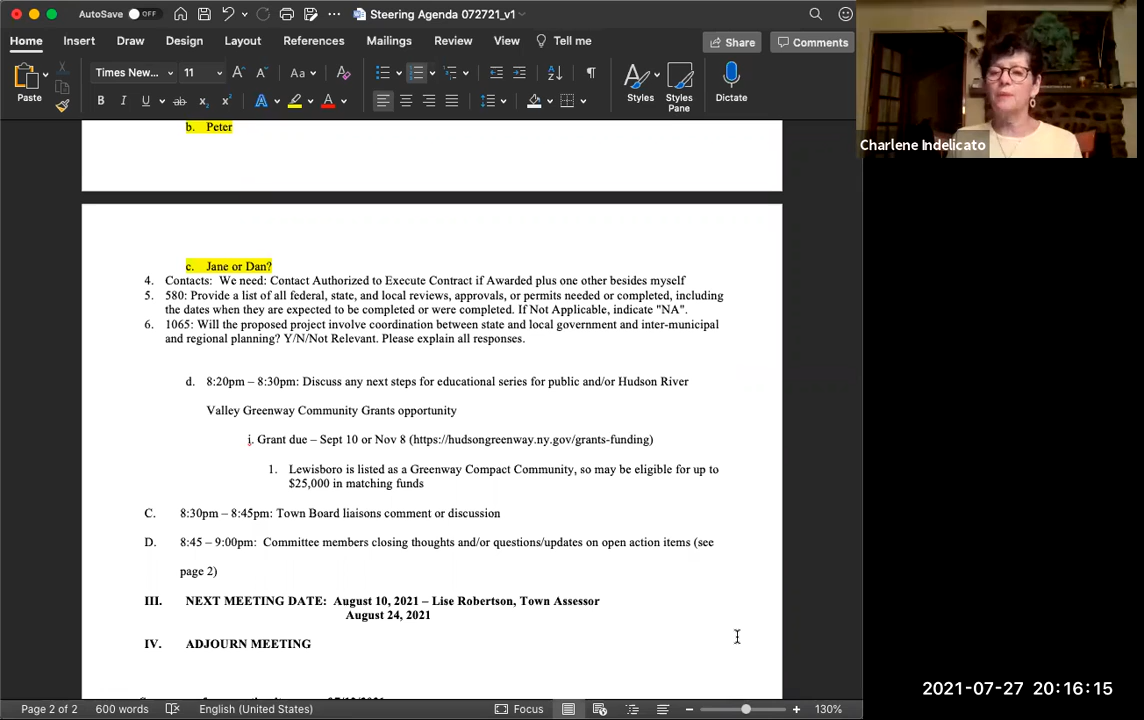 AutoSave OFF
Steering Agenda 072721_v1
Home Insert Draw Design Layout References Mailings Review View Tell me
Share Comments
Paste
Times New... 11
Styles
Styles Pane
Dictate
b. Peter
c. Jane or Dan?
4. Contacts: We need: Contact Authorized to Execute Contract if Awarded plus one other besides myself
5. 580: Provide a list of all federal, state, and local reviews, approvals, or permits needed or completed, including
the dates when they are expected to be completed or were completed. If Not Applicable, indicate "NA".
6. 1065: Will the proposed project involve coordination between state and local government and inter-municipal
and regional planning? Y/N/Not Relevant. Please explain all responses.
d. 8:20pm – 8:30pm: Discuss any next steps for educational series for public and/or Hudson River
Valley Greenway Community Grants opportunity
i. Grant due – Sept 10 or Nov 8 (https://hudsongreenway.ny.gov/grants-funding)
1. Lewisboro is listed as a Greenway Compact Community, so may be eligible for up to
$25,000 in matching funds
C. 8:30pm – 8:45pm: Town Board liaisons comment or discussion
D. 8:45 – 9:00pm: Committee members closing thoughts and/or questions/updates on open action items (see
page 2)
III. NEXT MEETING DATE: August 10, 2021 – Lise Robertson, Town Assessor
August 24, 2021
IV. ADJOURN MEETING
Page 2 of 2 600 words English (United States) Focus 130%
Charlene Indelicato
2021-07-27 20:16:15